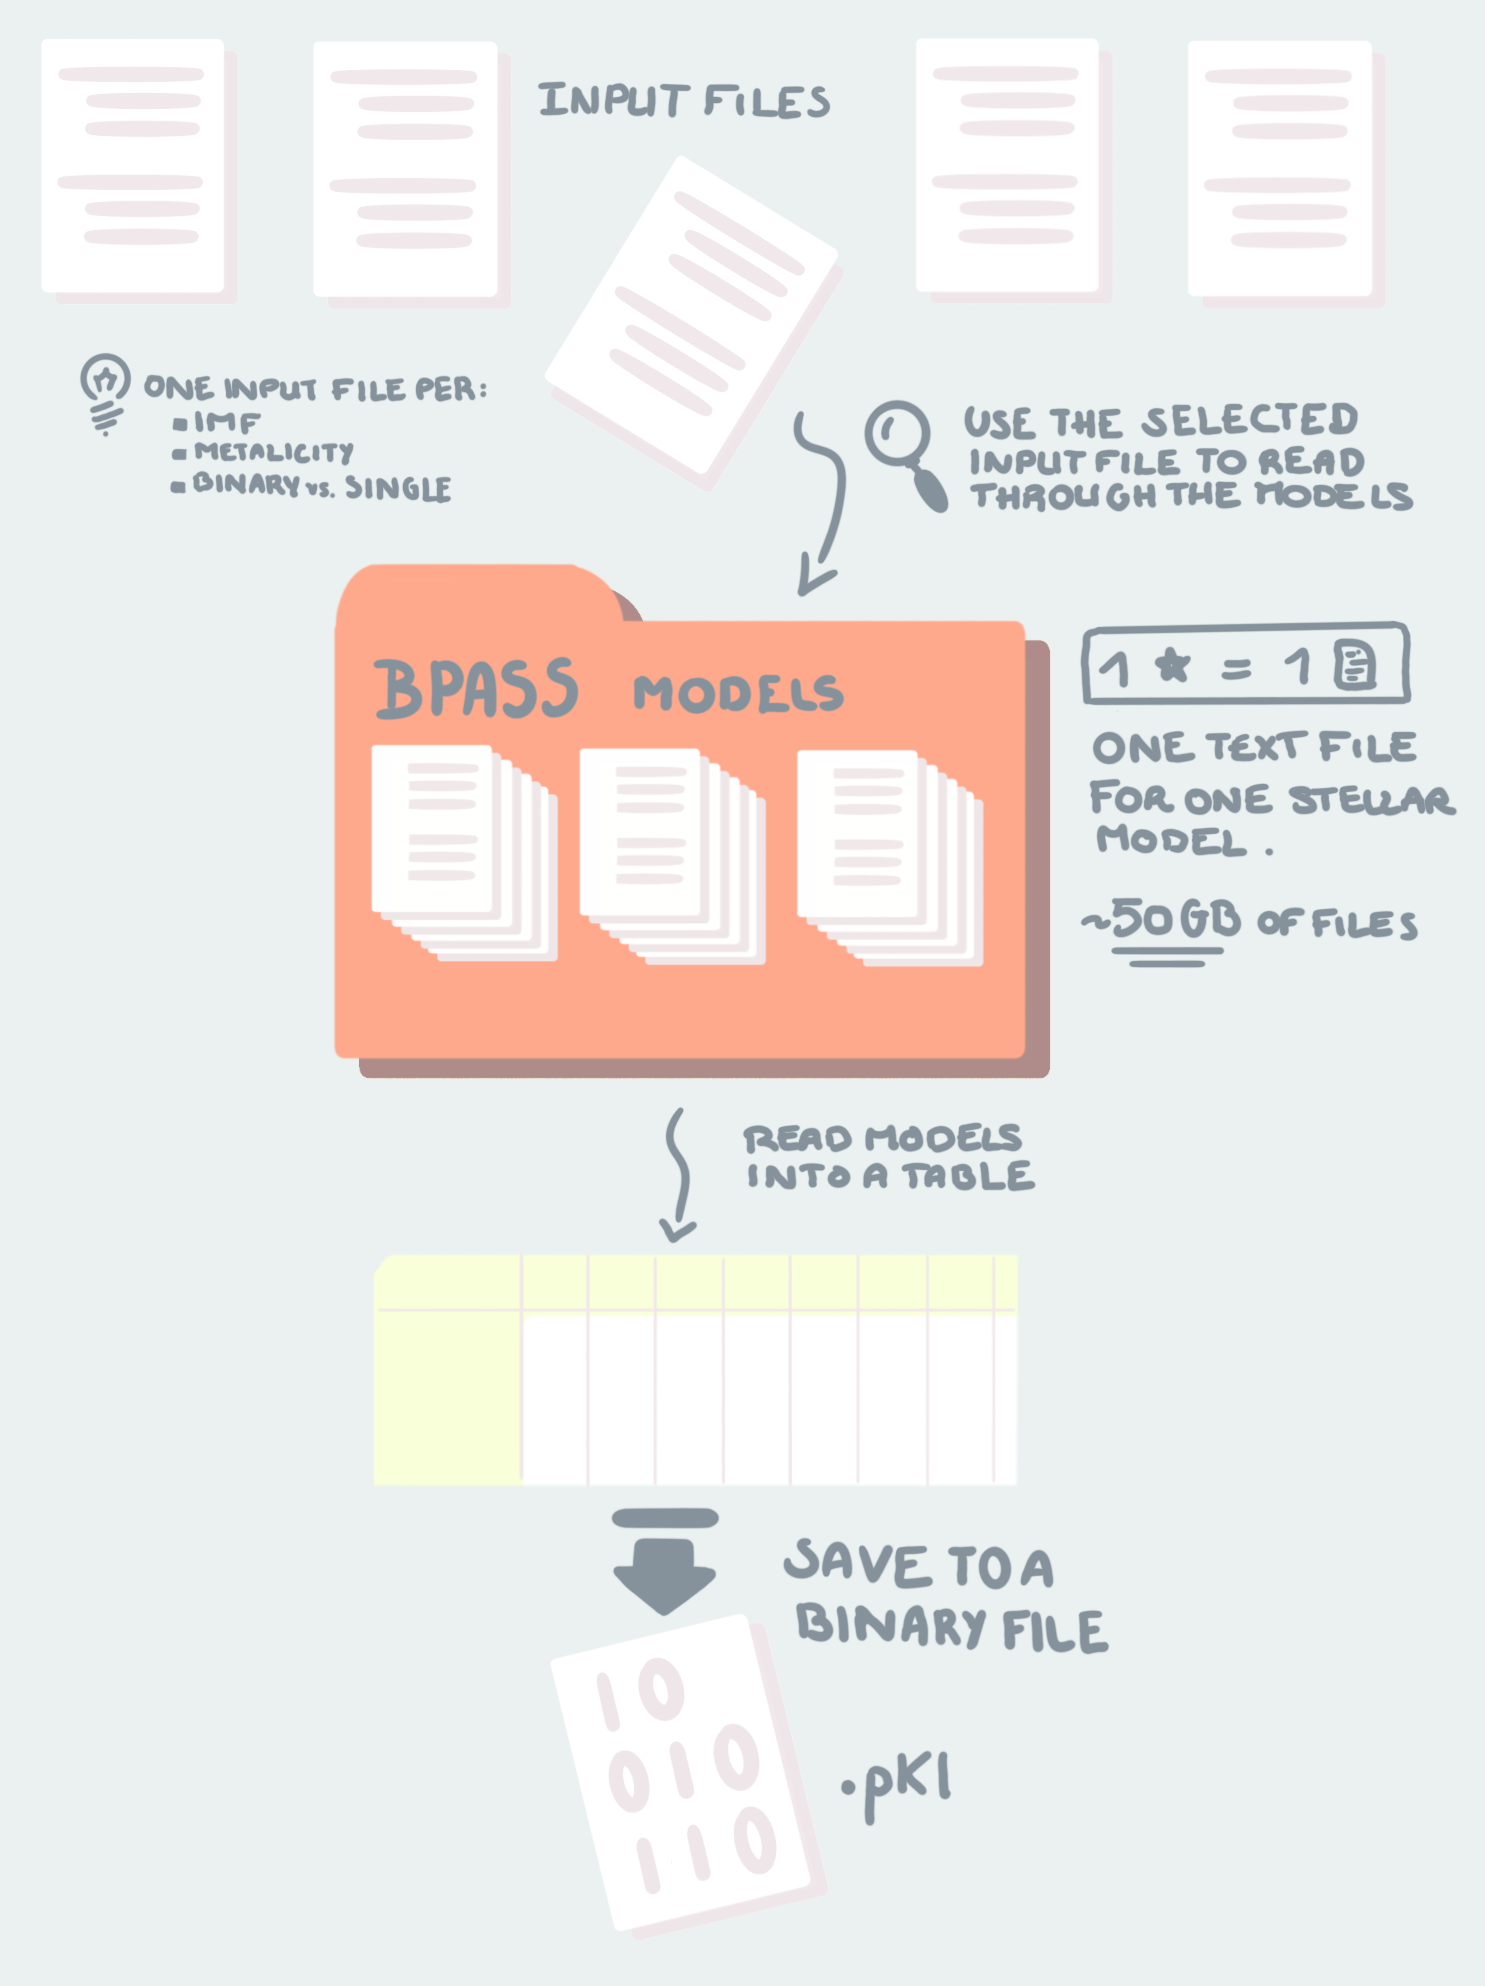 INPUT FILES
ONE INPUT FILE PER:
▪ IMF
▪ METALICITY
▪ BINARY vs. SINGLE
USE THE SELECTED
INPUT FILE TO READ
THROUGH THE MODELS
BPASS MODELS
1 ★ = 1
ONE TEXT FILE
FOR ONE STELLAR
MODEL.
~50GB OF FILES
READ MODELS
INTO A TABLE
SAVE TO A
BINARY FILE
10
010
110
.pkl